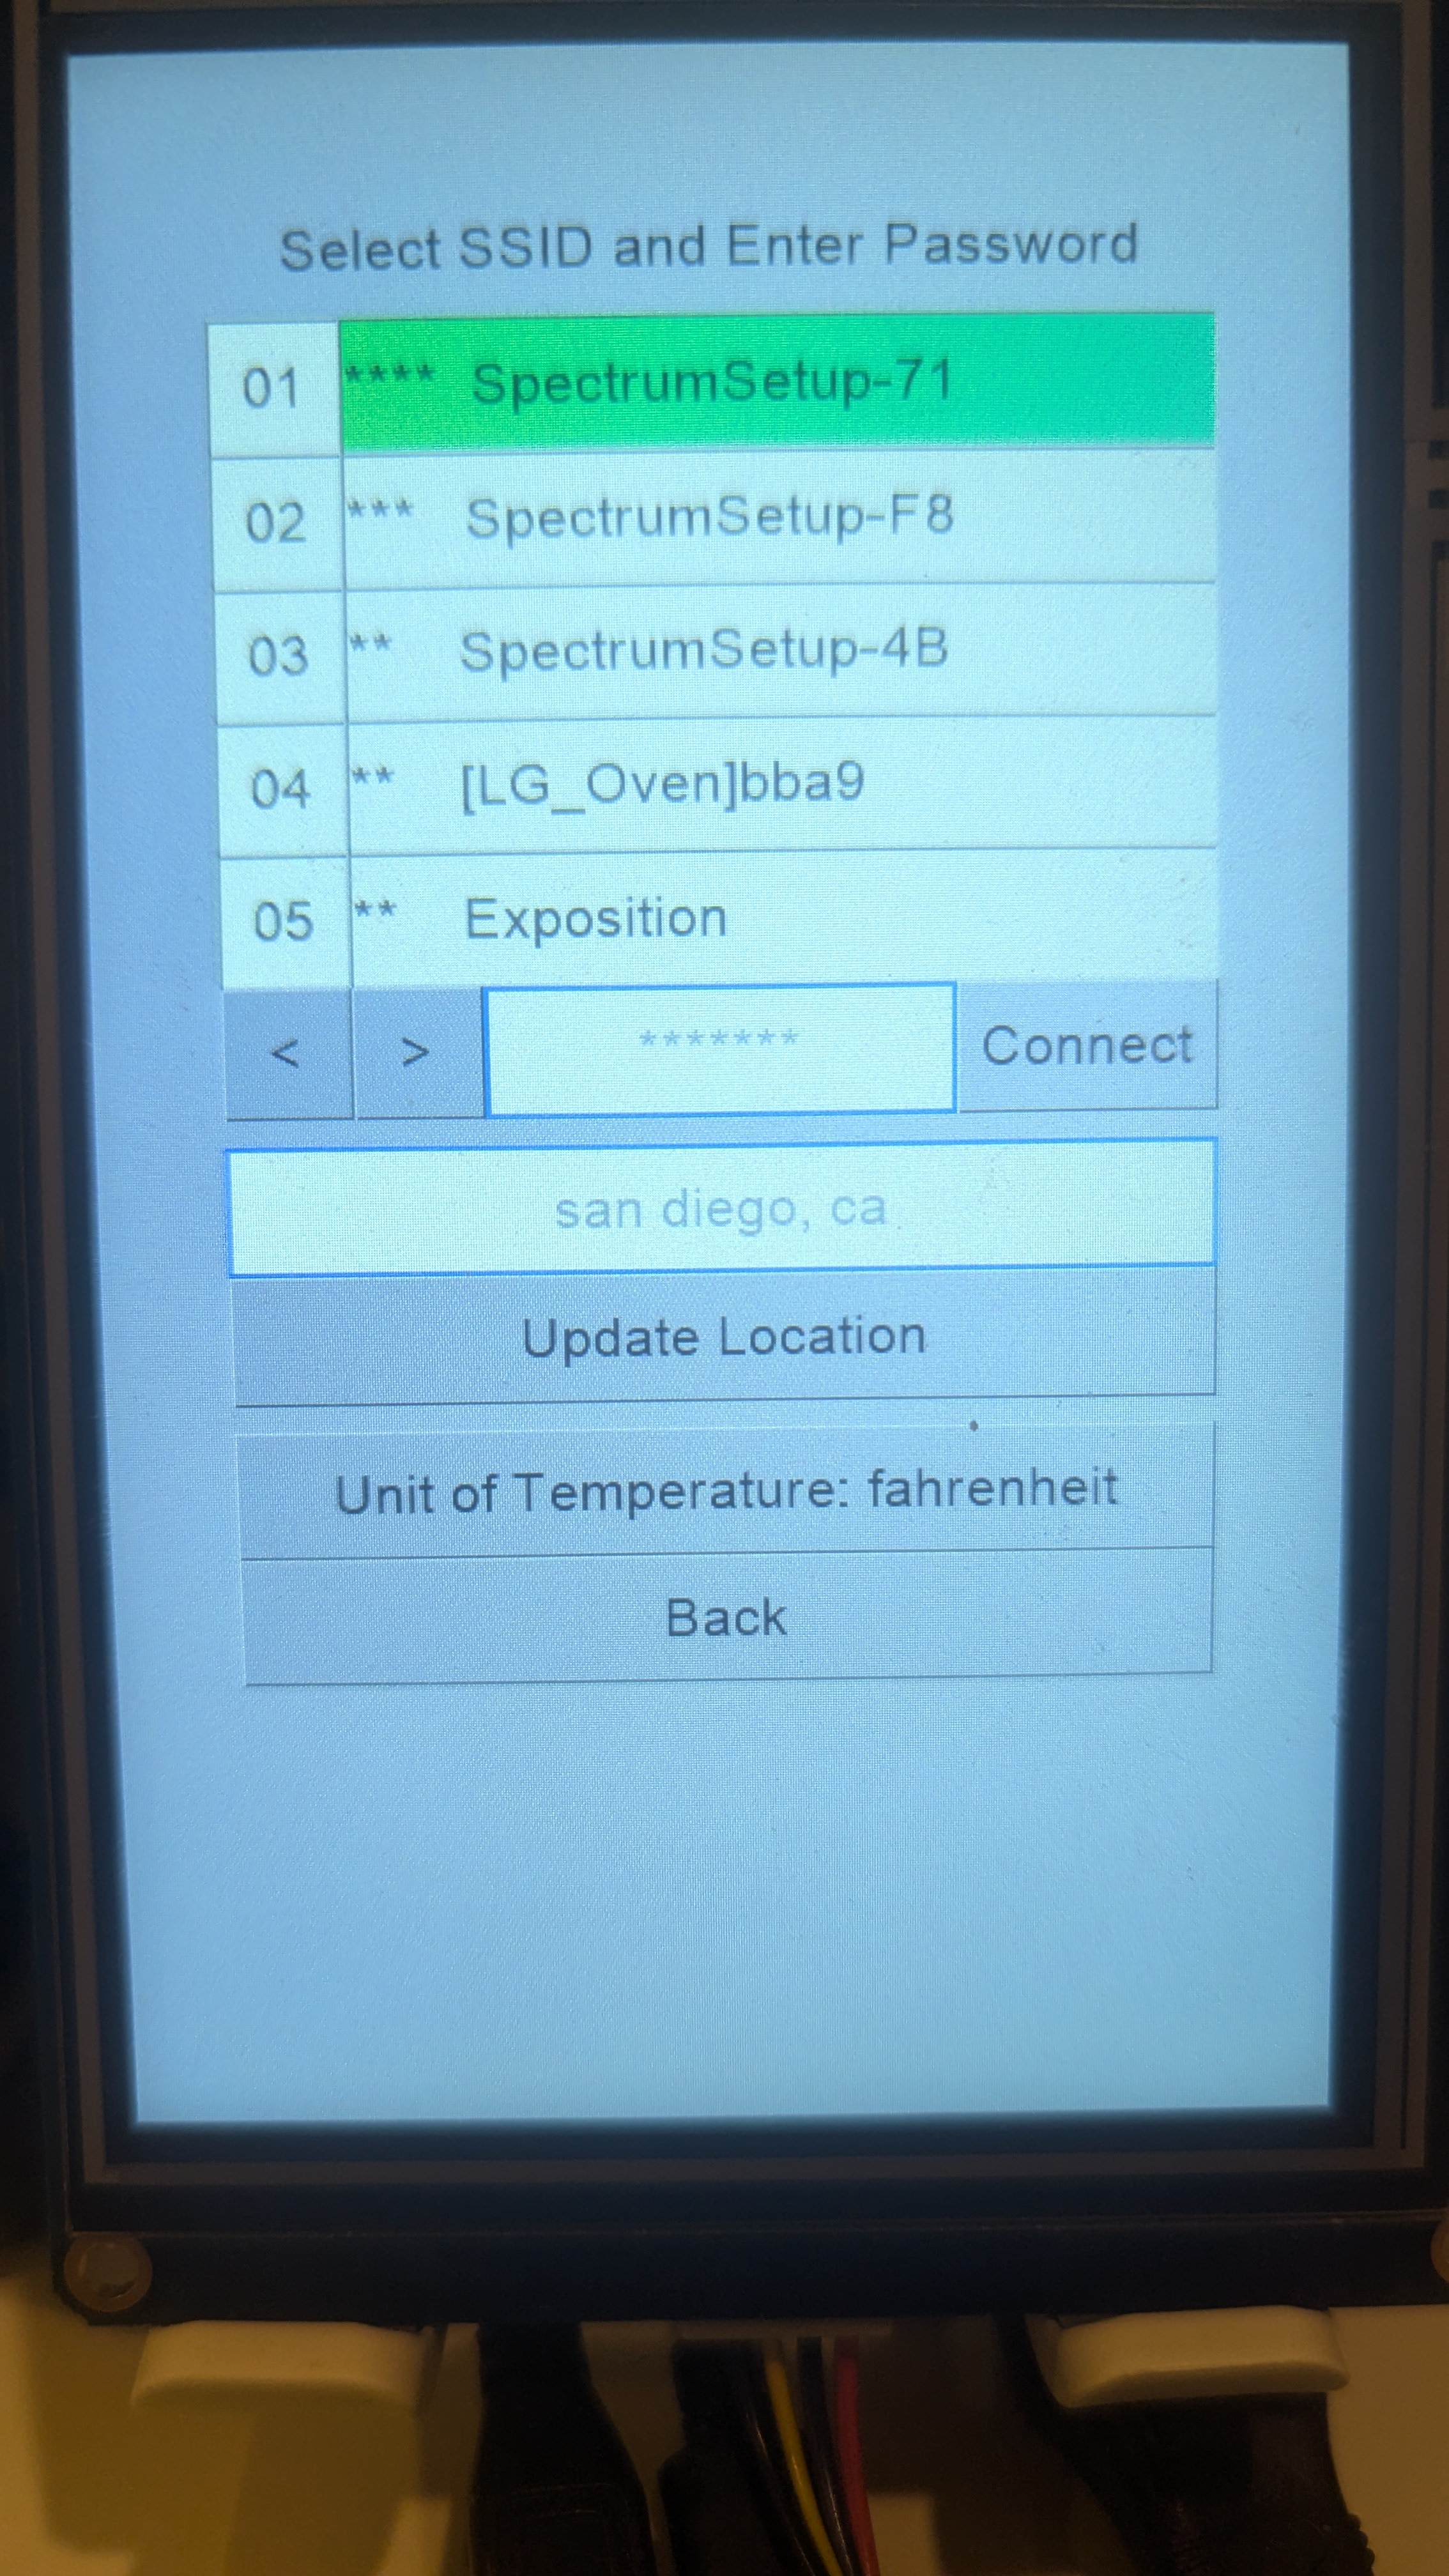 Select SSID and Enter Password
01 **** SpectrumSetup-71
02 *** SpectrumSetup-F8
03 ** SpectrumSetup-4B
04 ** [LG_Oven]bba9
05 ** Exposition
< > ******* Connect
san diego, ca
Update Location
Unit of Temperature: fahrenheit
Back